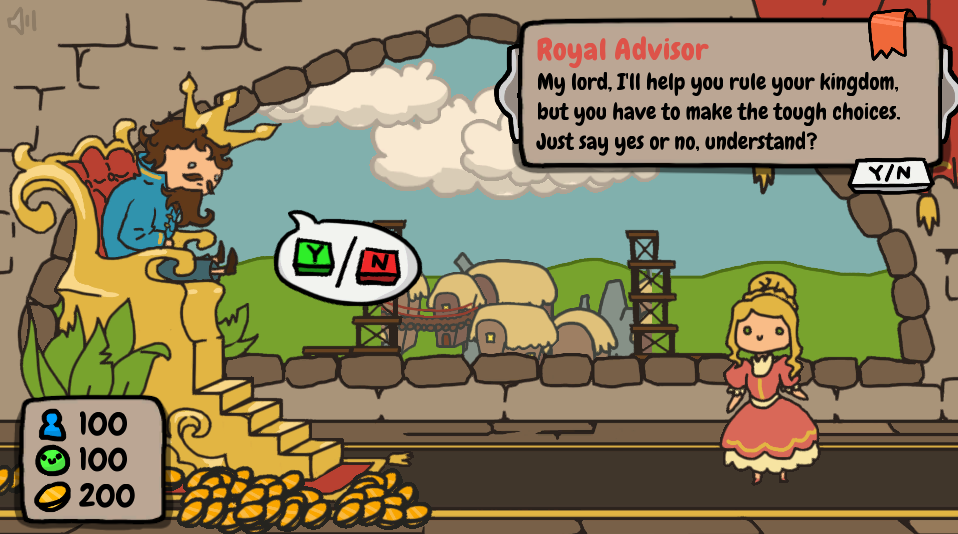 Royal Advisor
My lord, I'll help you rule your kingdom,
but you have to make the tough choices.
Just say yes or no, understand?
Y/N
Y/N
100
100
200